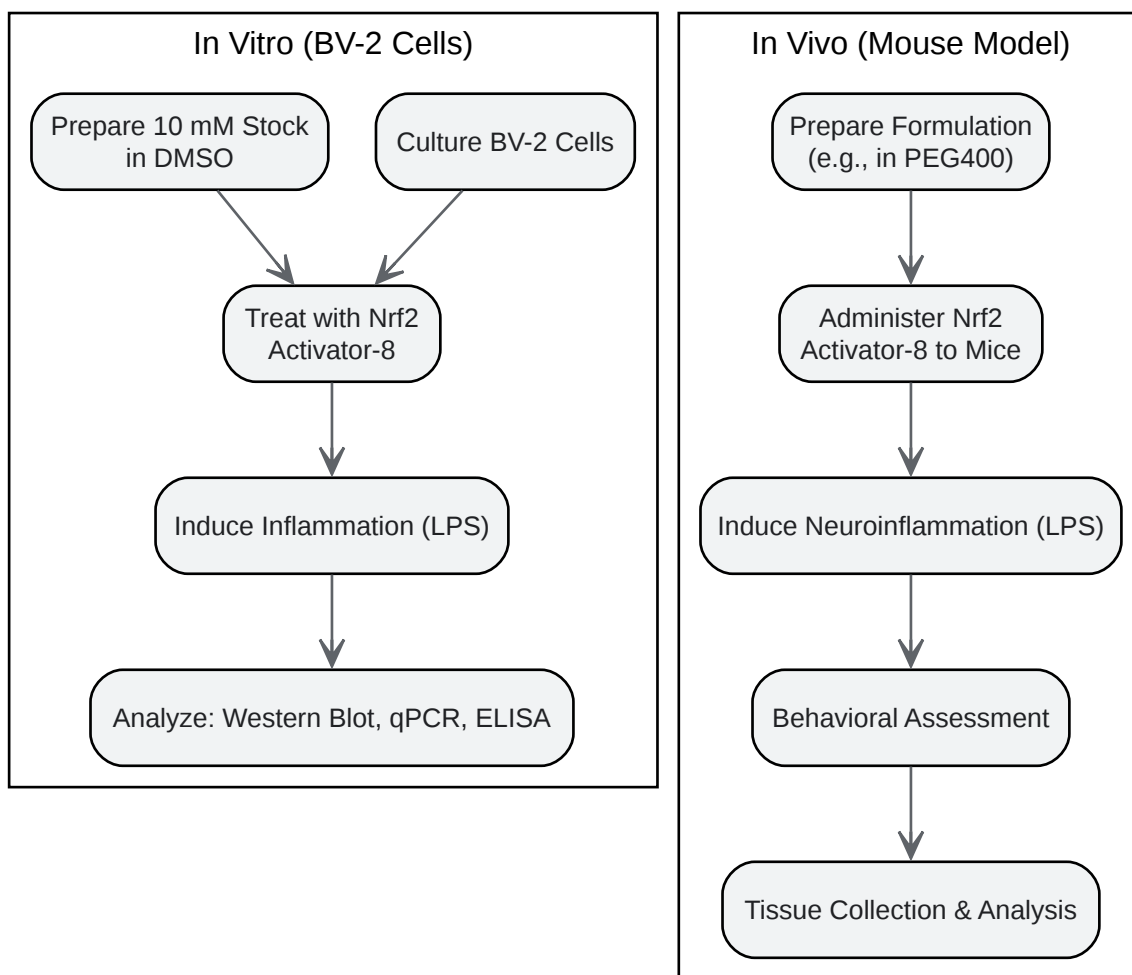 In Vitro (BV-2 Cells)
Prepare 10 mM Stock
in DMSO
Culture BV-2 Cells
Treat with Nrf2
Activator-8
Induce Inflammation (LPS)
Analyze: Western Blot, qPCR, ELISA
In Vivo (Mouse Model)
Prepare Formulation
(e.g., in PEG400)
Administer Nrf2
Activator-8 to Mice
Induce Neuroinflammation (LPS)
Behavioral Assessment
Tissue Collection & Analysis